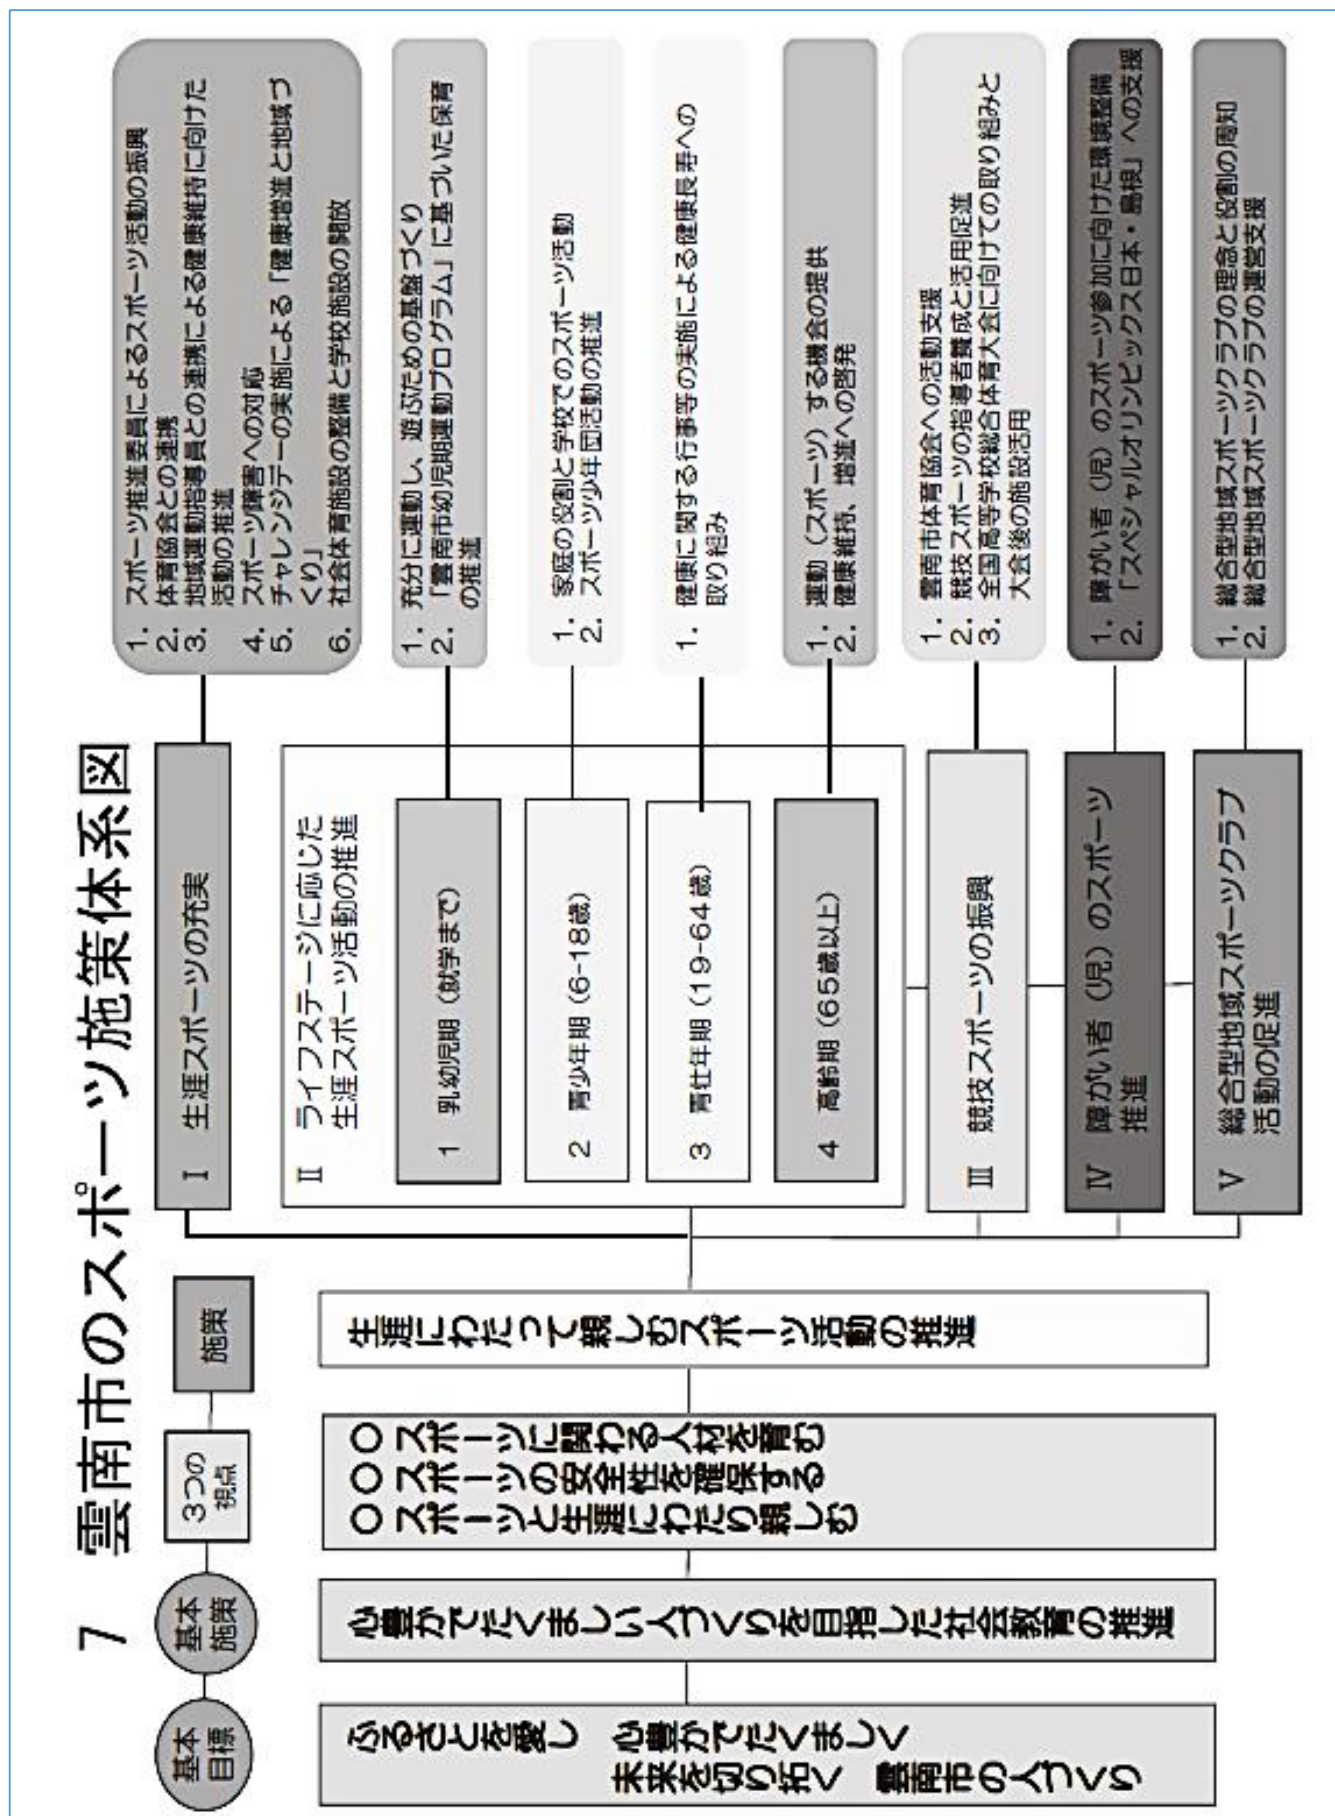 7 雲南市のスポーツ施策体系図
基本
目標
基本
施策
3つの
視点
施策
ふるさとを愛し 心豊かでたくましく
未来を切り拓く 雲南市の人づくり
心豊かでたくましい人づくりを目指した社会教育の推進
○ スポーツに関わる人材を育む
○ スポーツの安全性を確保する
○ スポーツと生涯にわたり親しむ
生涯にわたって親しむスポーツ活動の推進
Ⅰ 生涯スポーツの充実
1. スポーツ推進委員によるスポーツ活動の振興
2. 体育協会との連携
3. 地域運動指導員との連携による健康維持に向けた
活動の推進
4. スポーツ障害への対応
5. チャレンジデーの実施による「健康増進と地域づ
くり」
6. 社会体育施設の整備と学校施設の開放
Ⅱ ライフステージに応じた
生涯スポーツ活動の推進
1 乳幼児期（就学まで）
1. 充分に運動し、遊ぶための基盤づくり
2. 「雲南市幼児期運動プログラム」に基づいた保育
の推進
2 青少年期（6-18歳）
1. 家庭の役割と学校でのスポーツ活動
2. スポーツ少年団活動の推進
3 青壮年期（19-64歳）
1. 健康に関する行事等の実施による健康長寿への
取り組み
4 高齢期（65歳以上）
1. 運動（スポーツ）する機会の提供
2. 健康維持、増進への啓発
Ⅲ 競技スポーツの振興
1. 雲南市体育協会への活動支援
2. 競技スポーツの指導者養成と活用促進
3. 全国高等学校総合体育大会に向けての取り組みと
大会後の施設活用
Ⅳ 障がい者（児）のスポーツ
推進
1. 障がい者（児）のスポーツ参加に向けた環境整備
2. 「スペシャルオリンピックス日本・島根」への支援
Ⅴ 総合型地域スポーツクラブ
活動の促進
1. 総合型地域スポーツクラブの理念と役割の周知
2. 総合型地域スポーツクラブの運営支援